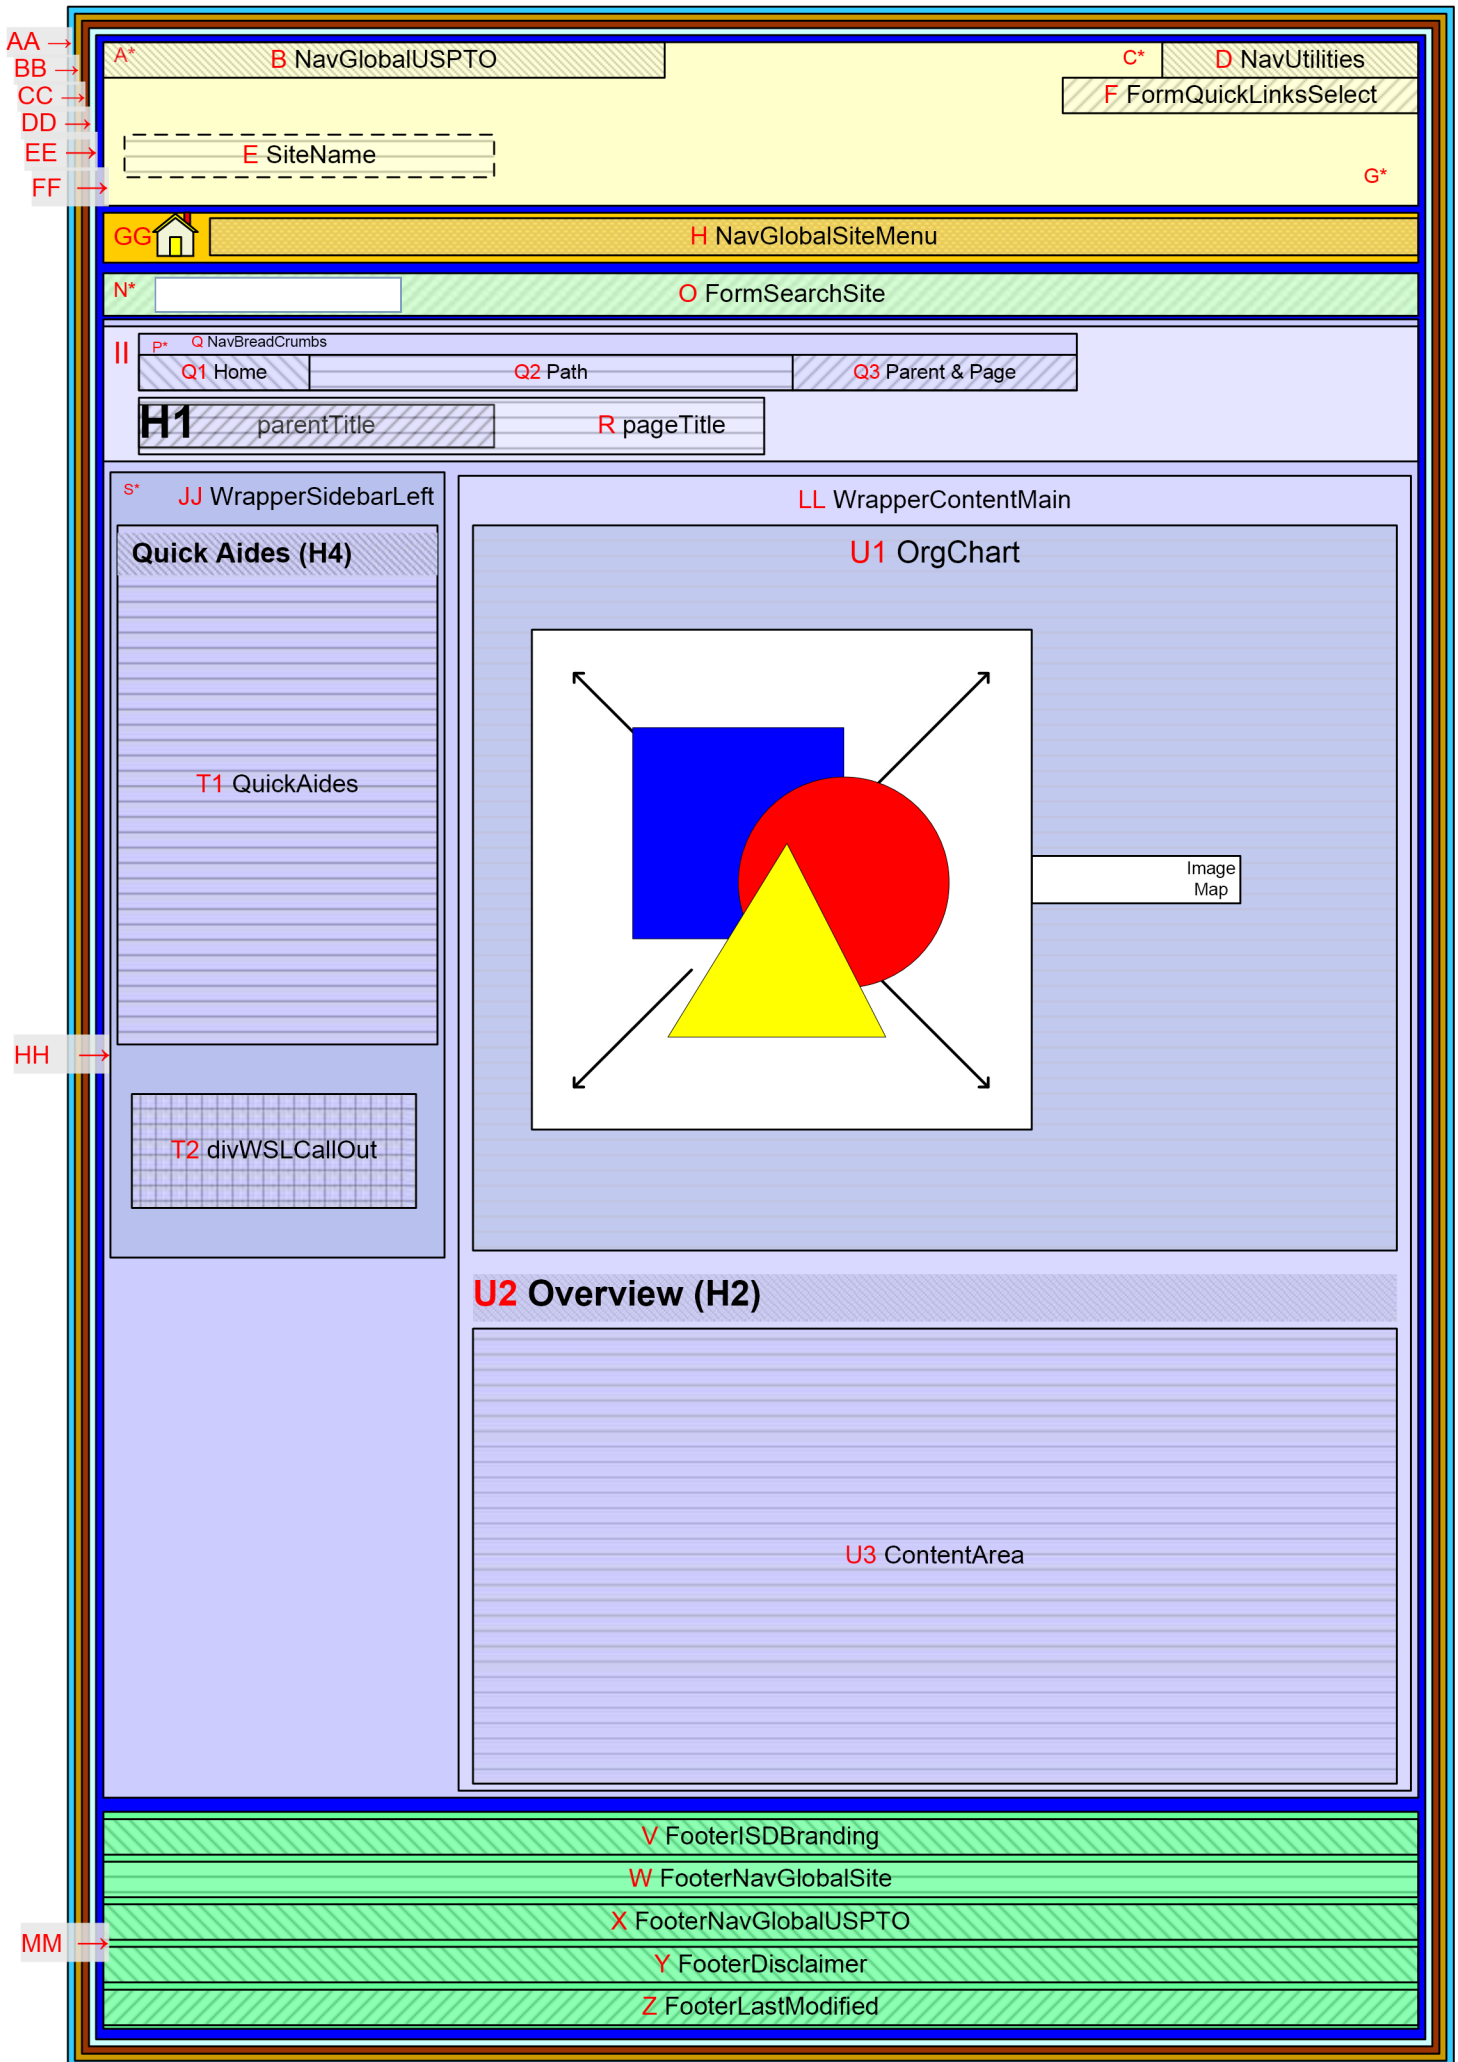 AA →
BB →
CC →
DD →
EE →
FF →
A*
B NavGlobalUSPTO
C*
D NavUtilities
F FormQuickLinksSelect
E SiteName
G*
GG
H NavGlobalSiteMenu
N*
O FormSearchSite
II
P*
Q NavBreadCrumbs
Q1 Home
Q2 Path
Q3 Parent & Page
H1
parentTitle
R pageTitle
S*
JJ WrapperSidebarLeft
LL WrapperContentMain
Quick Aides (H4)
U1 OrgChart
T1 QuickAides
Image
Map
HH →
T2 divWSLCallOut
U2 Overview (H2)
U3 ContentArea
V FooterISDBranding
W FooterNavGlobalSite
X FooterNavGlobalUSPTO
MM →
Y FooterDisclaimer
Z FooterLastModified